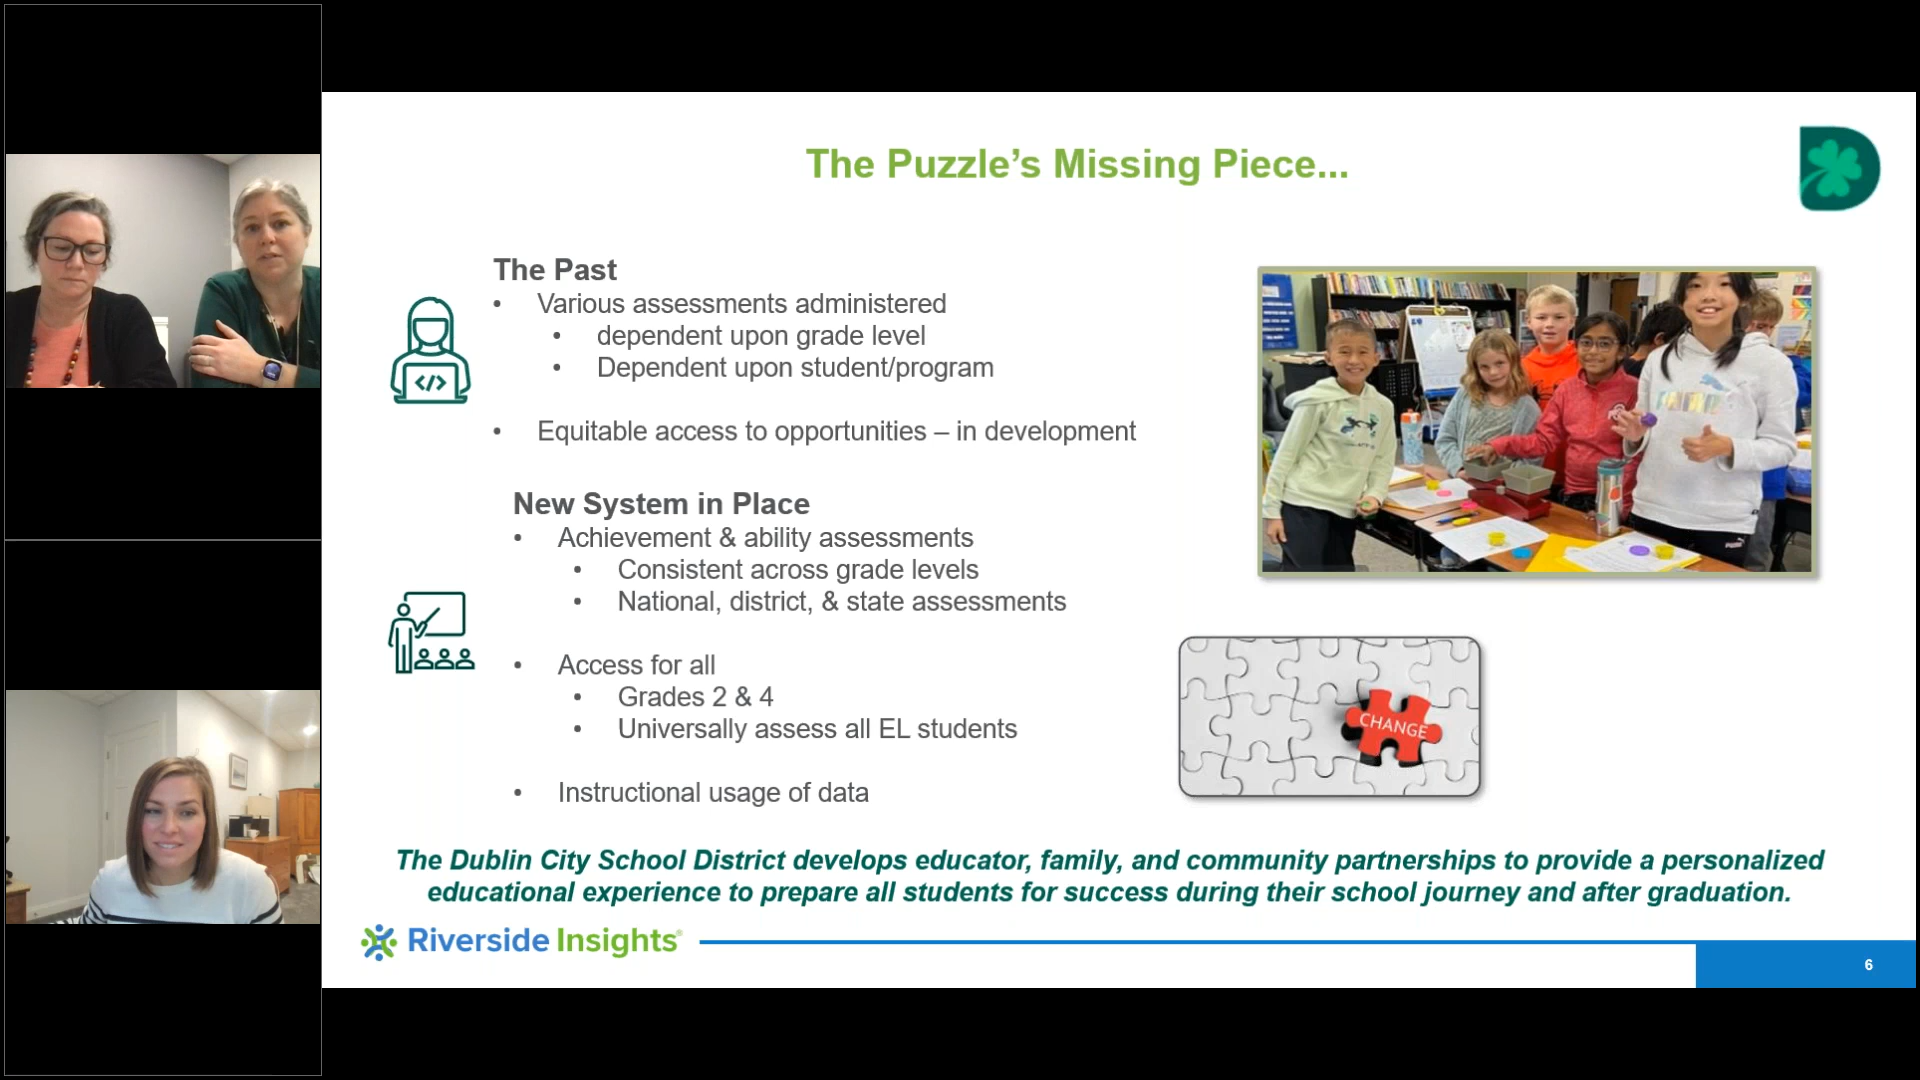 The Puzzle’s Missing Piece...
The Past
• Various assessments administered
• dependent upon grade level
• Dependent upon student/program
• Equitable access to opportunities – in development
</>
New System in Place
• Achievement & ability assessments
• Consistent across grade levels
• National, district, & state assessments
• Access for all
• Grades 2 & 4
• Universally assess all EL students
• Instructional usage of data
CHANGE
The Dublin City School District develops educator, family, and community partnerships to provide a personalized
educational experience to prepare all students for success during their school journey and after graduation.
Riverside Insights®
6